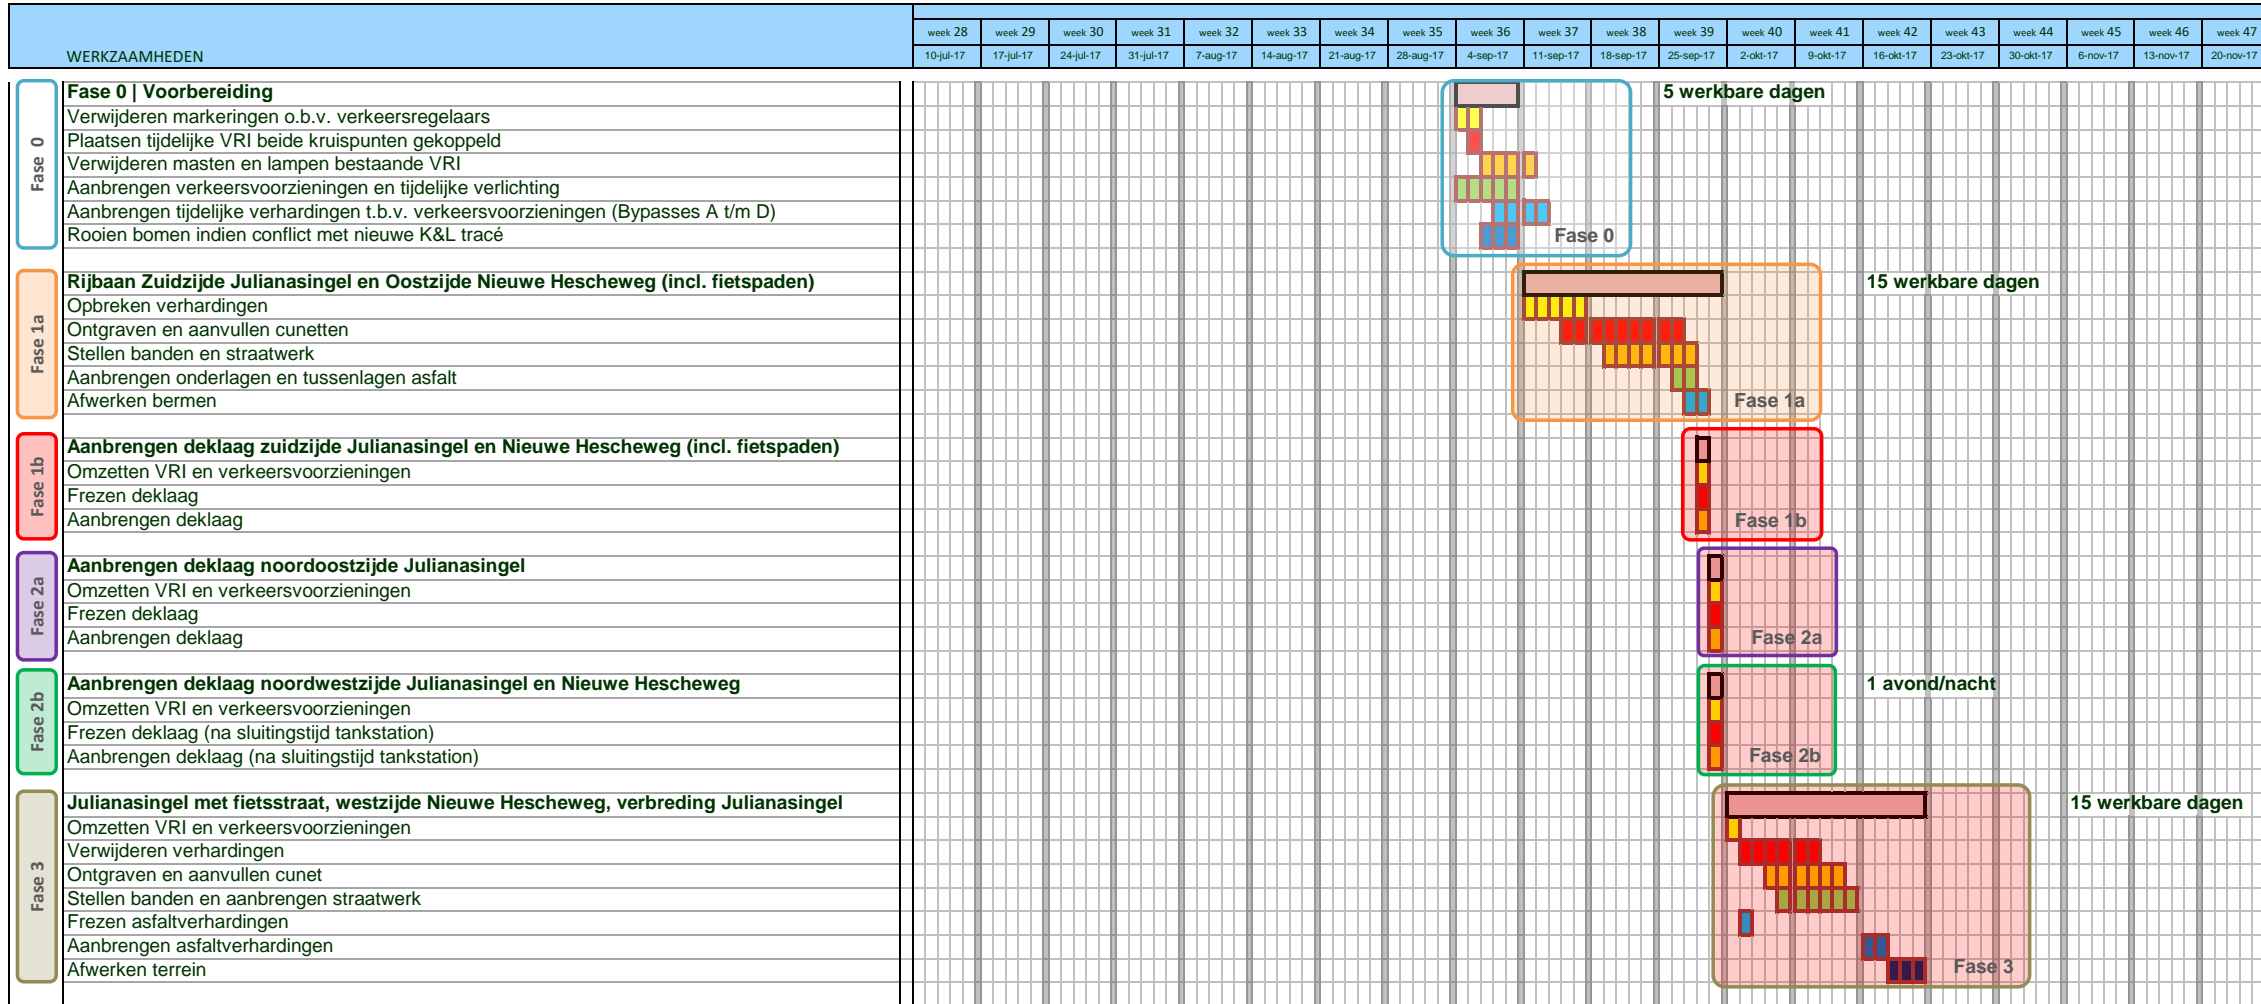 week 28 week 29 week 30 week 31 week 32 week 33 week 34 week 35 week 36 week 37 week 38 week 39 week 40 week 41 week 42 week 43 week 44 week 45 week 46 week 47
WERKZAAMHEDEN 10-jul-17 17-jul-17 24-jul-17 31-jul-17 7-aug-17 14-aug-17 21-aug-17 28-aug-17 4-sep-17 11-sep-17 18-sep-17 25-sep-17 2-okt-17 9-okt-17 16-okt-17 23-okt-17 30-okt-17 6-nov-17 13-nov-17 20-nov-17
Fase 0
Fase 0 | Voorbereiding 5 werkbare dagen
Verwijderen markeringen o.b.v. verkeersregelaars
Plaatsen tijdelijke VRI beide kruispunten gekoppeld
Verwijderen masten en lampen bestaande VRI
Aanbrengen verkeersvoorzieningen en tijdelijke verlichting
Aanbrengen tijdelijke verhardingen t.b.v. verkeersvoorzieningen (Bypasses A t/m D)
Rooien bomen indien conflict met nieuwe K&L tracé Fase 0
Fase 1a
Rijbaan Zuidzijde Julianasingel en Oostzijde Nieuwe Hescheweg (incl. fietspaden) 15 werkbare dagen
Opbreken verhardingen
Ontgraven en aanvullen cunetten
Stellen banden en straatwerk
Aanbrengen onderlagen en tussenlagen asfalt
Afwerken bermen Fase 1a
Fase 1b
Aanbrengen deklaag zuidzijde Julianasingel en Nieuwe Hescheweg (incl. fietspaden)
Omzetten VRI en verkeersvoorzieningen
Frezen deklaag
Aanbrengen deklaag Fase 1b
Fase 2a
Aanbrengen deklaag noordoostzijde Julianasingel
Omzetten VRI en verkeersvoorzieningen
Frezen deklaag
Aanbrengen deklaag Fase 2a
Fase 2b
Aanbrengen deklaag noordwestzijde Julianasingel en Nieuwe Hescheweg 1 avond/nacht
Omzetten VRI en verkeersvoorzieningen
Frezen deklaag (na sluitingstijd tankstation)
Aanbrengen deklaag (na sluitingstijd tankstation) Fase 2b
Fase 3
Julianasingel met fietsstraat, westzijde Nieuwe Hescheweg, verbreding Julianasingel 15 werkbare dagen
Omzetten VRI en verkeersvoorzieningen
Verwijderen verhardingen
Ontgraven en aanvullen cunet
Stellen banden en aanbrengen straatwerk
Frezen asfaltverhardingen
Aanbrengen asfaltverhardingen
Afwerken terrein Fase 3